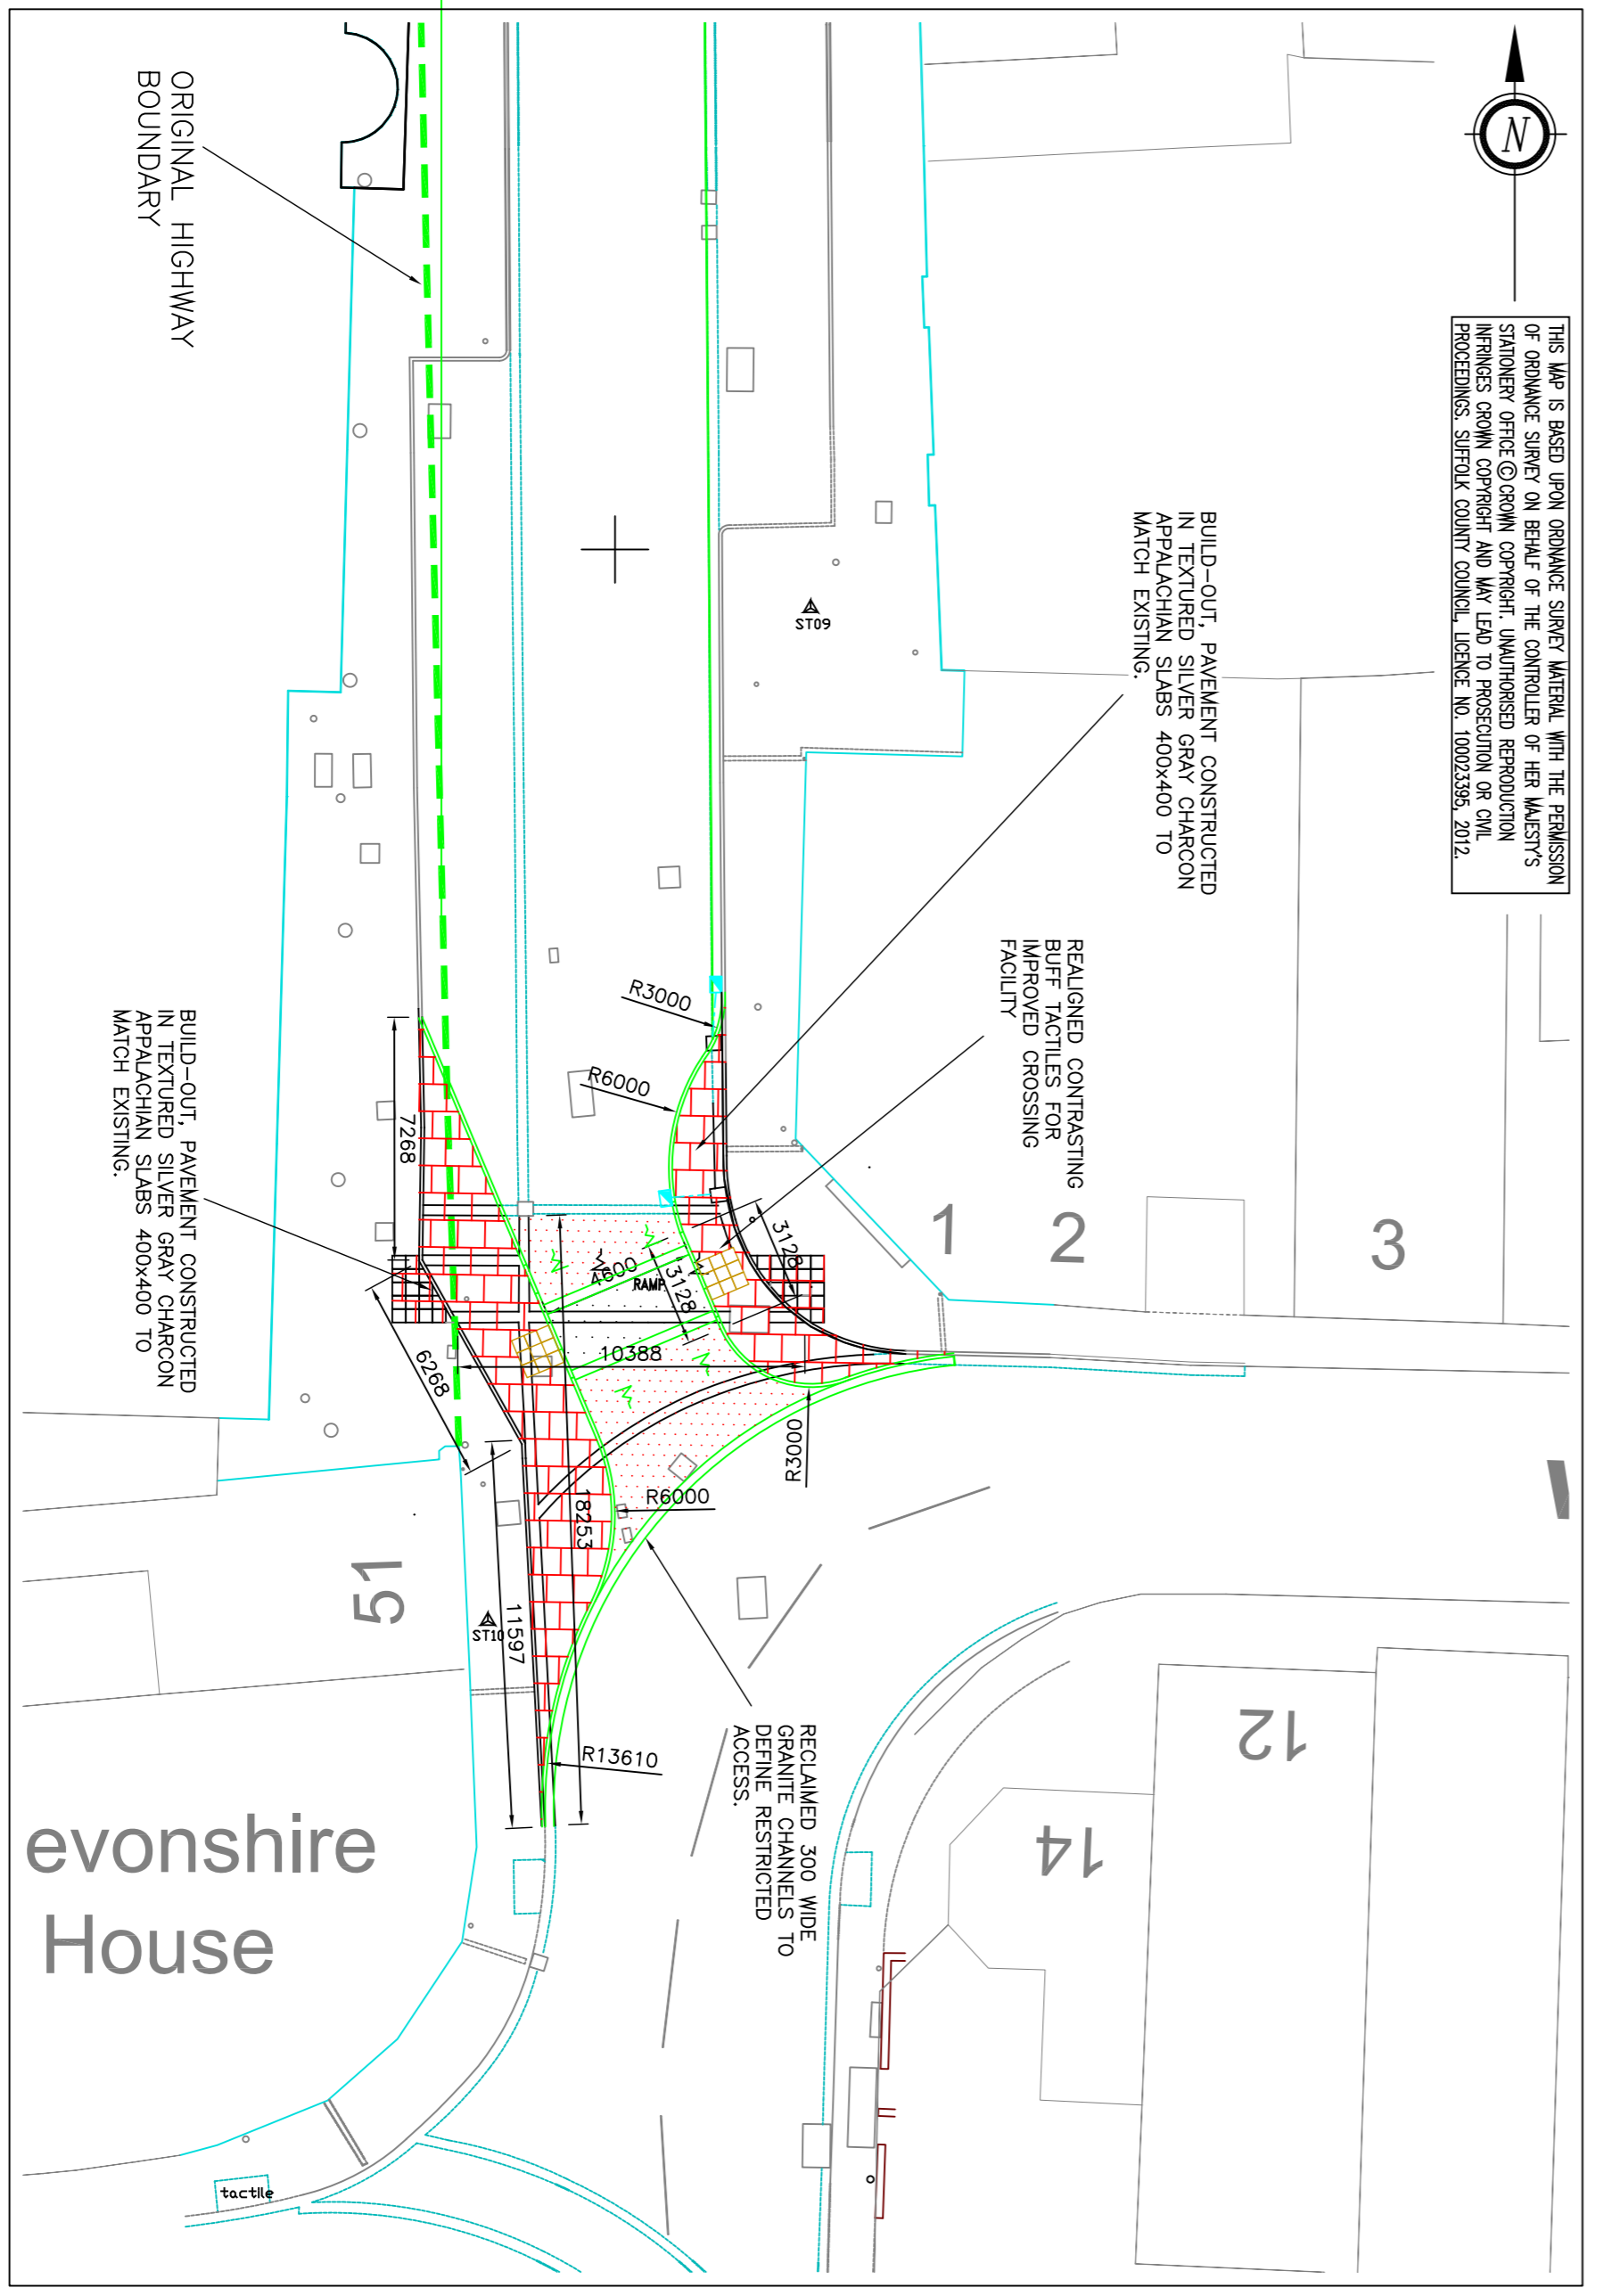 N
THIS MAP IS BASED UPON ORDNANCE SURVEY MATERIAL WITH THE PERMISSION
OF ORDNANCE SURVEY ON BEHALF OF THE CONTROLLER OF HER MAJESTY'S
STATIONERY OFFICE © CROWN COPYRIGHT. UNAUTHORISED REPRODUCTION
INFRINGES CROWN COPYRIGHT AND MAY LEAD TO PROSECUTION OR CIVIL
PROCEEDINGS. SUFFOLK COUNTY COUNCIL, LICENCE NO. 100023395, 2012.
ORIGINAL HIGHWAY
BOUNDARY
BUILD-OUT, PAVEMENT CONSTRUCTED
IN TEXTURED SILVER GRAY CHARCON
APPALACHIAN SLABS 400x400 TO
MATCH EXISTING.
ST09
REALIGNED CONTRASTING
BUFF TACTILES FOR
IMPROVED CROSSING
FACILITY
R3000
R6000
7268
3128
4600
RAMP
3128
10388
6268
R3000
R6000
18253
11597
R13610
BUILD-OUT, PAVEMENT CONSTRUCTED
IN TEXTURED SILVER GRAY CHARCON
APPALACHIAN SLABS 400x400 TO
MATCH EXISTING.
1
2
3
51
ST10
RECLAIMED 300 WIDE
GRANITE CHANNELS TO
DEFINE RESTRICTED
ACCESS.
12
14
evonshire
House
tactile